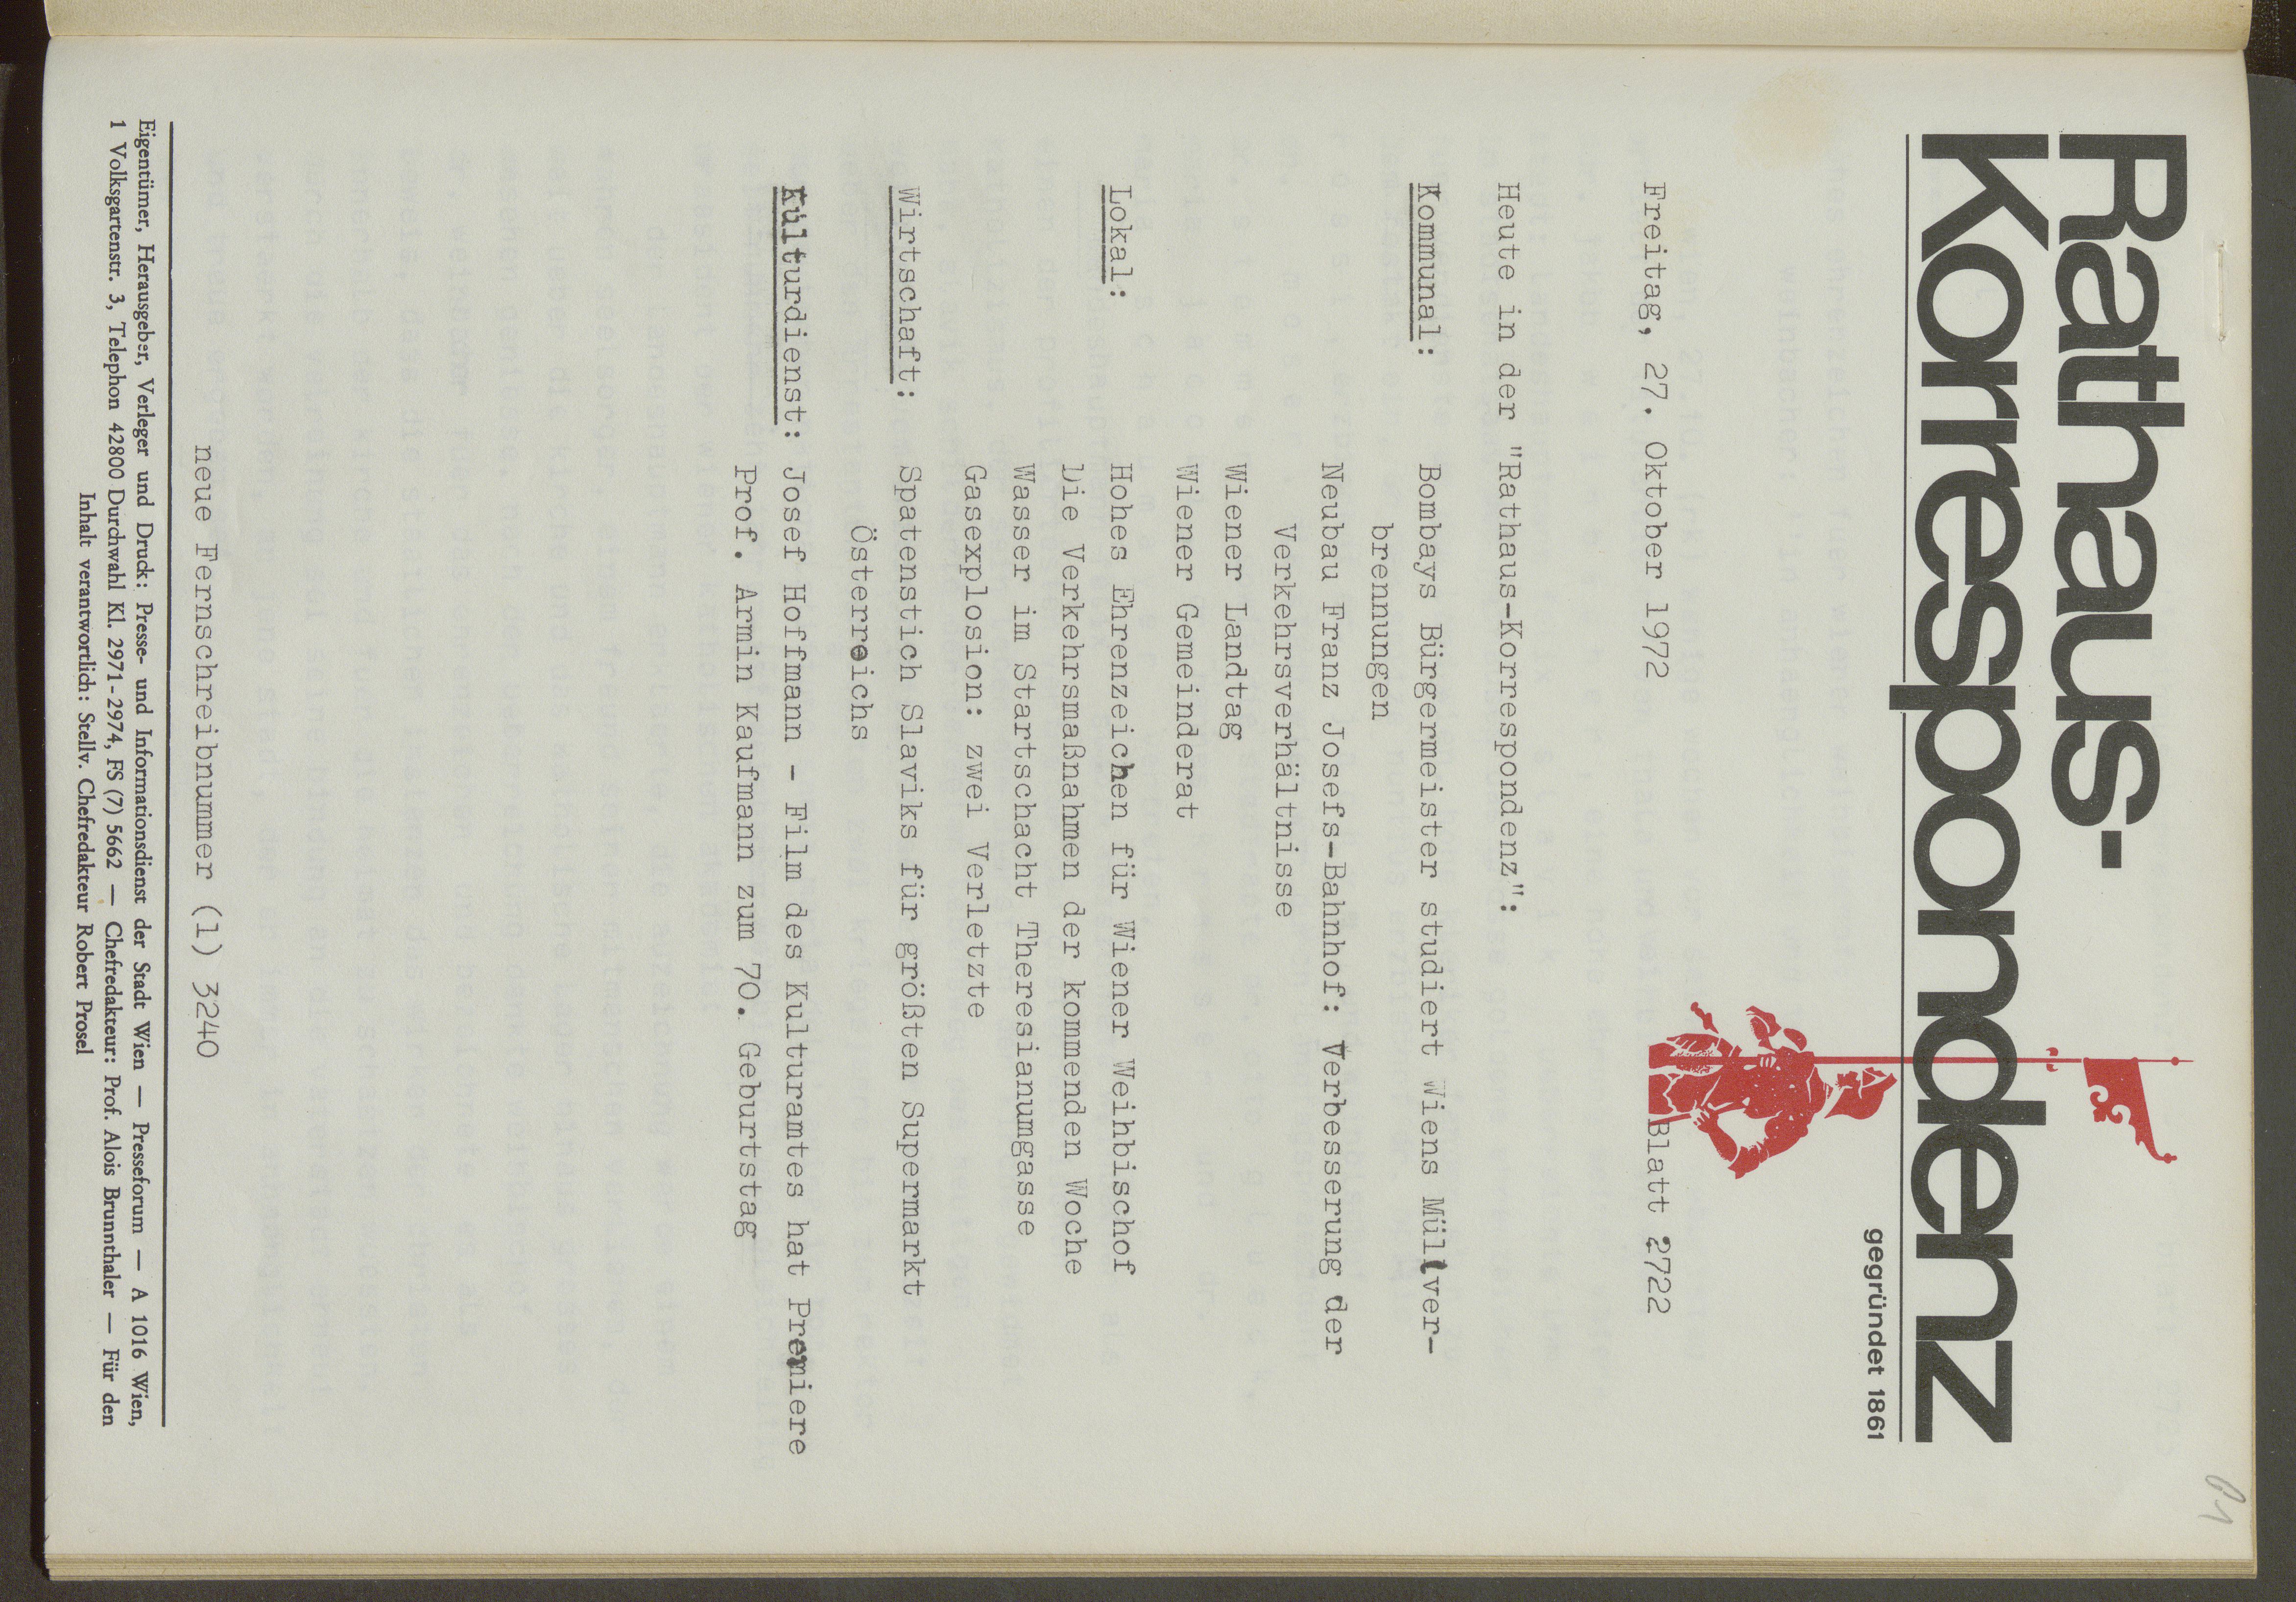 Rathaus-
Korrespondenz
gegründet 1861
Freitag, 27. Oktober 1972 Blatt 2722
Heute in der "Rathaus-Korrespondenz":
Kommunal: Bombays Bürgermeister studiert Wiens Müllver-
brennungen
Neubau Franz Josefs-Bahnhof: Verbesserung der
Verkehrsverhältnisse
Wiener Landtag
Wiener Gemeinderat
Lokal: Hohes Ehrenzeichen für Wiener Weihbischof
Die Verkehrsmaßnahmen der kommenden Woche
Wasser im Startschacht Theresianumgasse
Gasexplosion: zwei Verletzte
Wirtschaft: Spatenstich Slaviks für größten Supermarkt
Österreichs
Kulturdienst: Josef Hoffmann - Film des Kulturamtes hat Premiere
Prof. Armin Kaufmann zum 70. Geburtstag
neue Fernschreibnummer (1) 3240
Eigentümer, Herausgeber, Verleger und Druck: Presse- und Informationsdienst der Stadt Wien — Presseforum — A 1016 Wien,
1 Volksgartenstr. 3, Telephon 42800 Durchwahl Kl. 2971-2974, FS (7) 5662 — Chefredakteur: Prof. Alois Brunnthaler — Für den
Inhalt verantwortlich: Stellv. Chefredakteur Robert Prosel